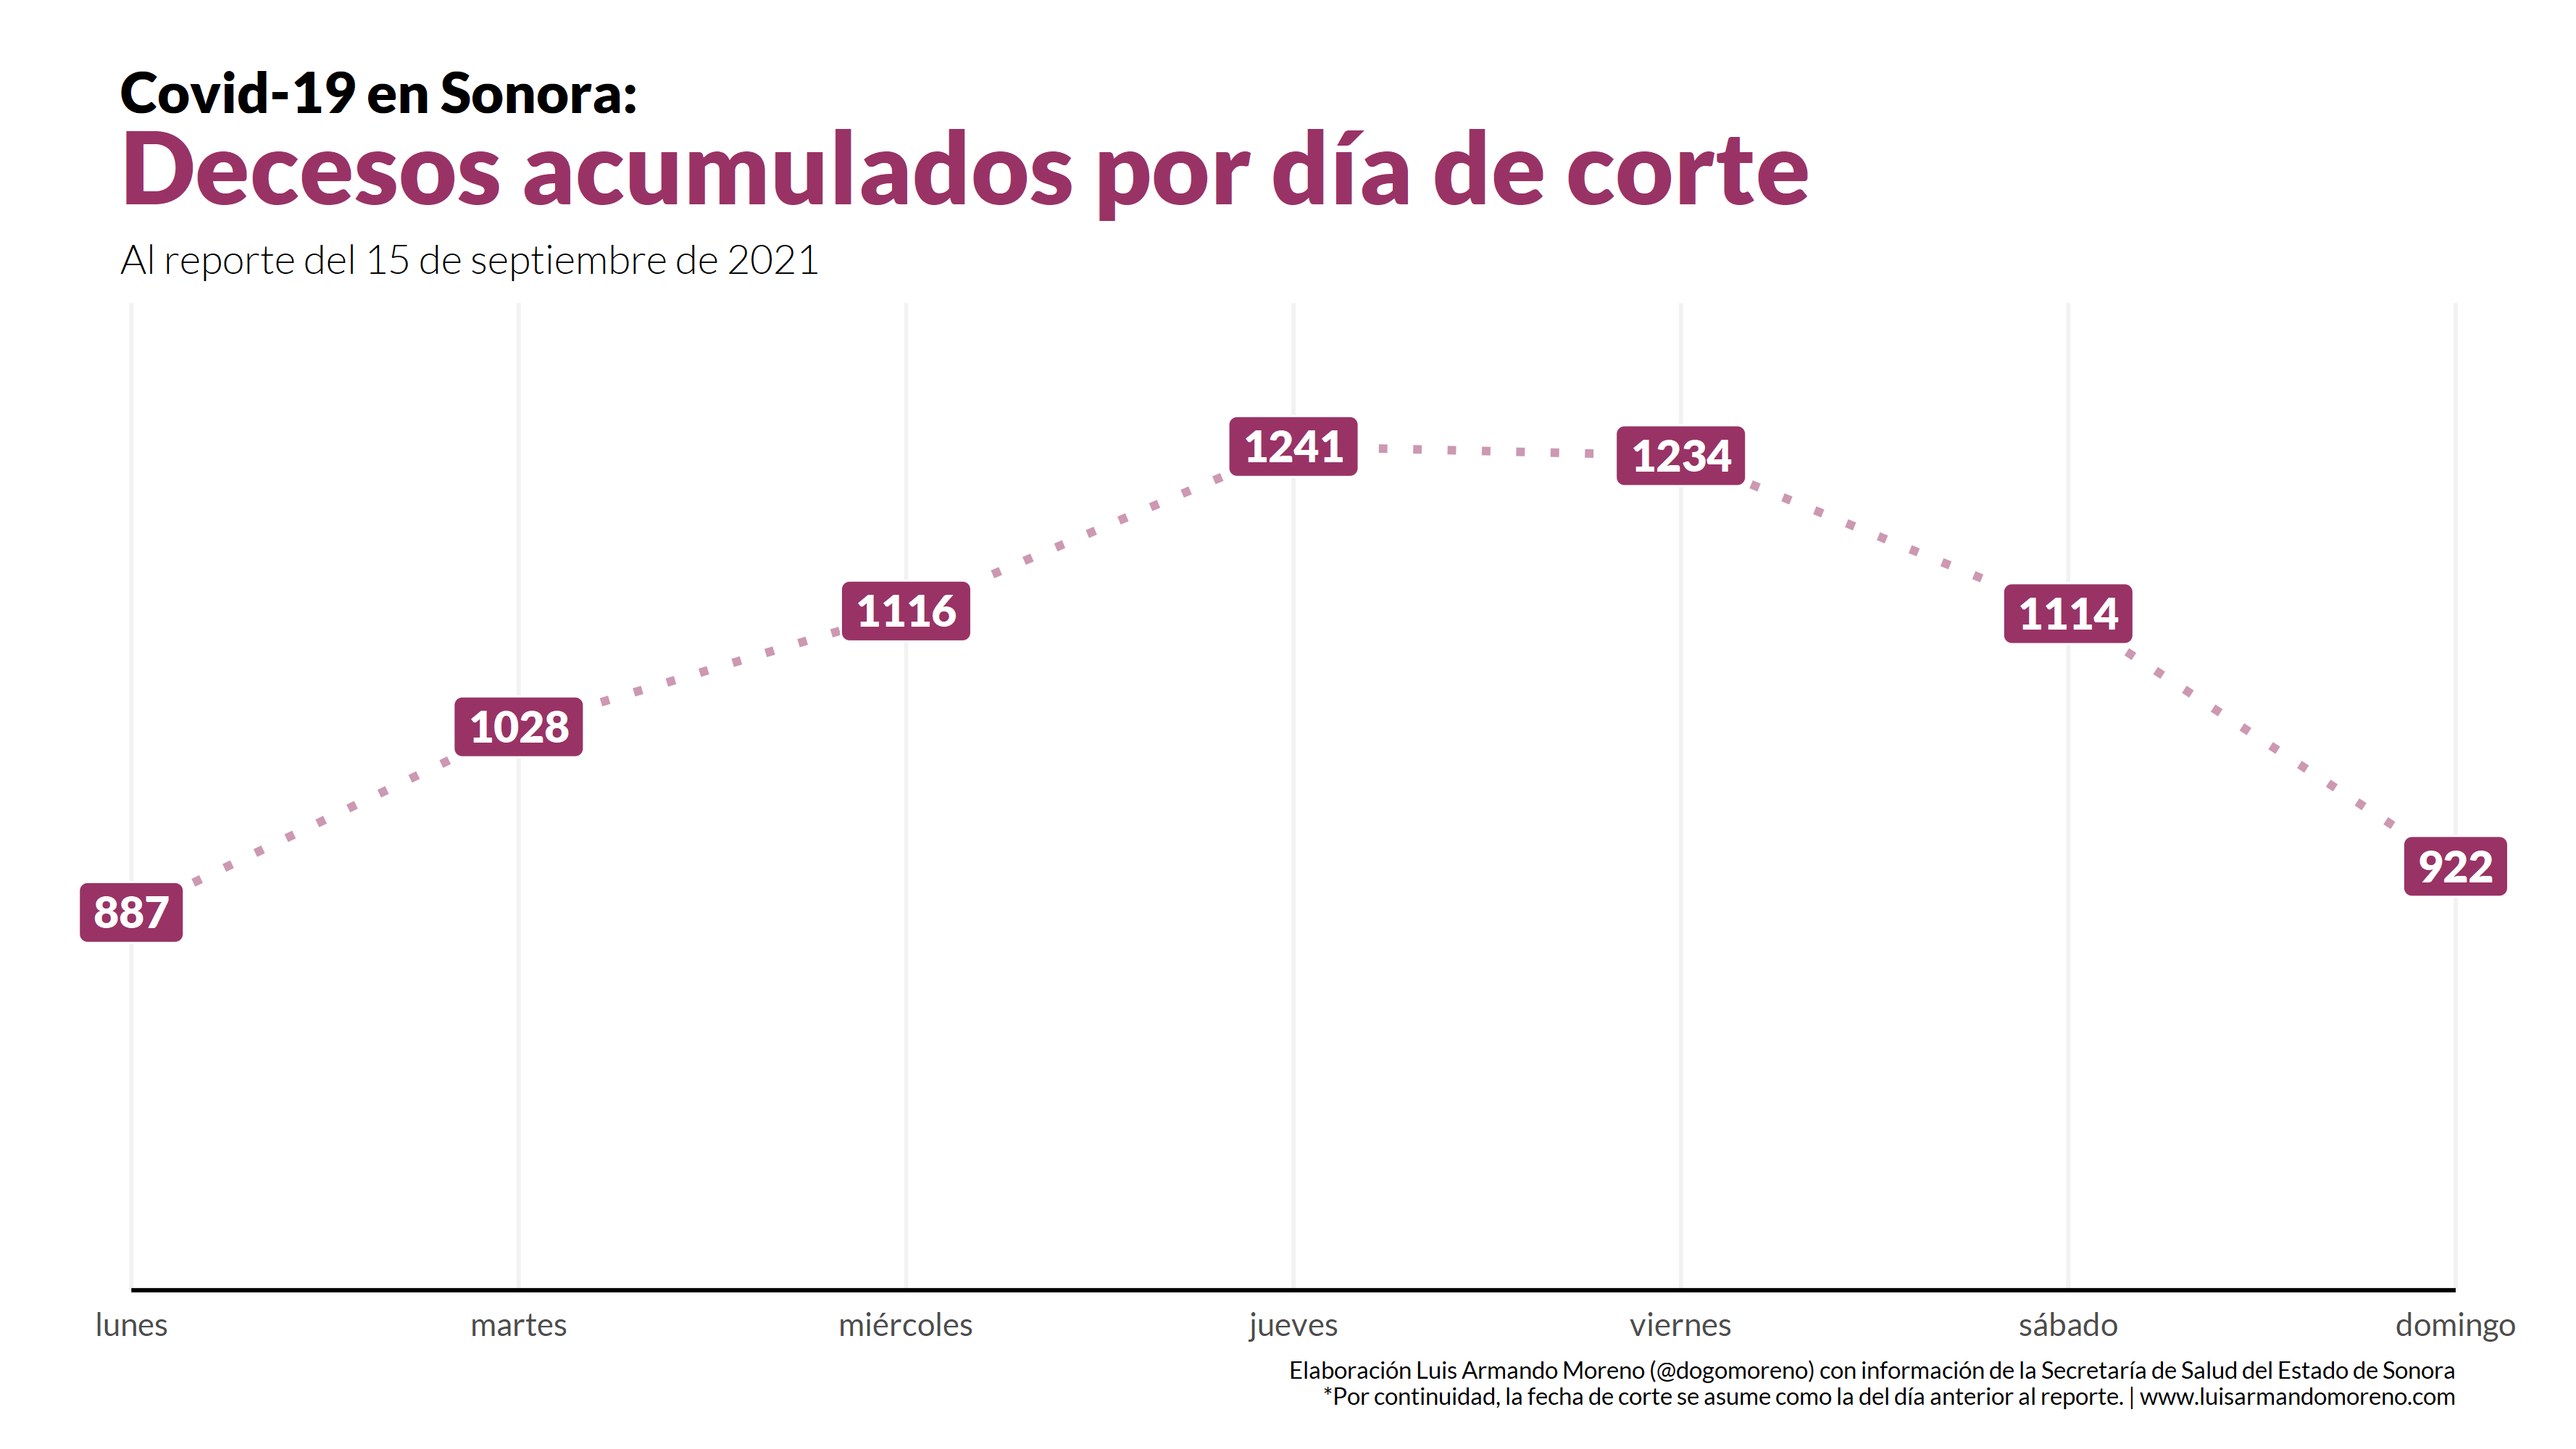 Covid-19 en Sonora:
Decesos acumulados por día de corte
Al reporte del 15 de septiembre de 2021
887
1028
1116
1241
1234
1114
922
lunes
martes
miércoles
jueves
viernes
sábado
domingo
Elaboración Luis Armando Moreno (@dogomoreno) con información de la Secretaría de Salud del Estado de Sonora
*Por continuidad, la fecha de corte se asume como la del día anterior al reporte. | www.luisarmandomoreno.com